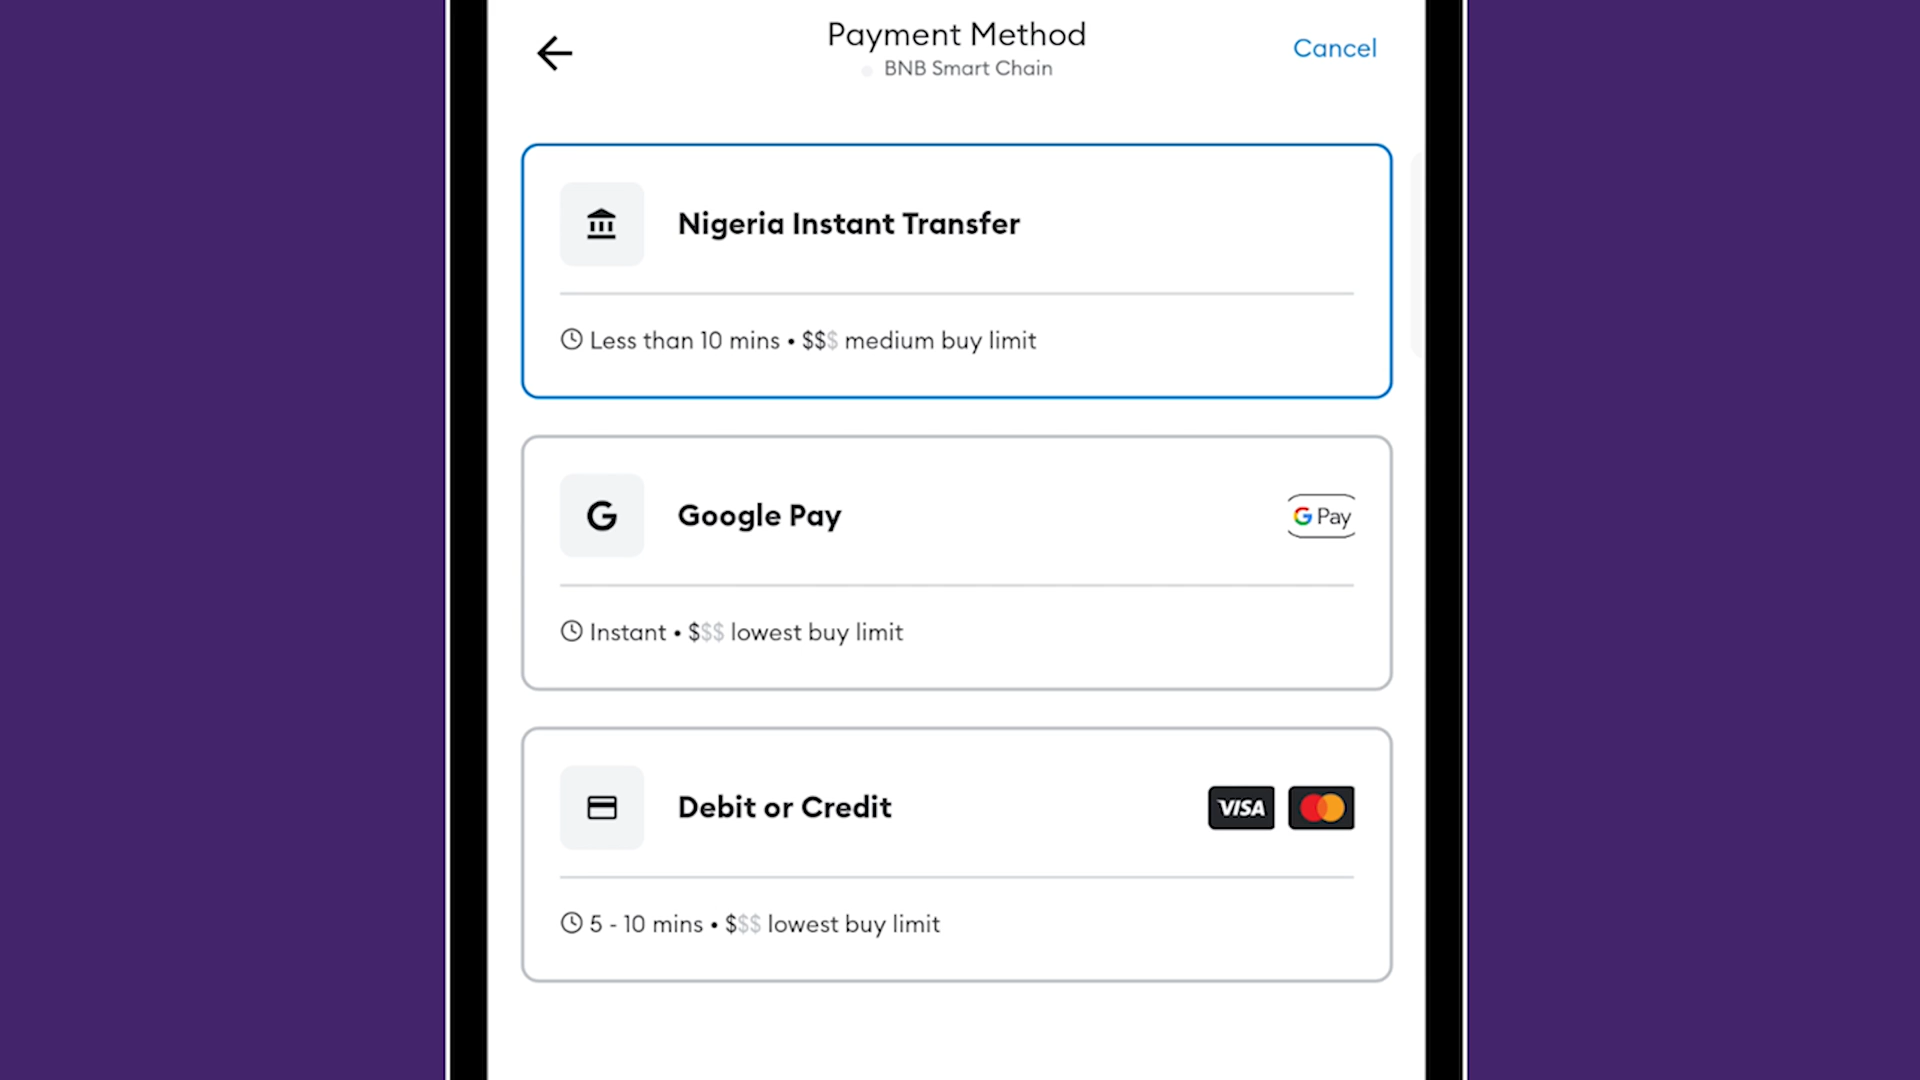 Payment Method
BNB Smart Chain
Cancel
Nigeria Instant Transfer
Less than 10 mins • $$$ medium buy limit
Google Pay
G Pay
Instant • $$$ lowest buy limit
Debit or Credit
VISA
5 - 10 mins • $$$ lowest buy limit